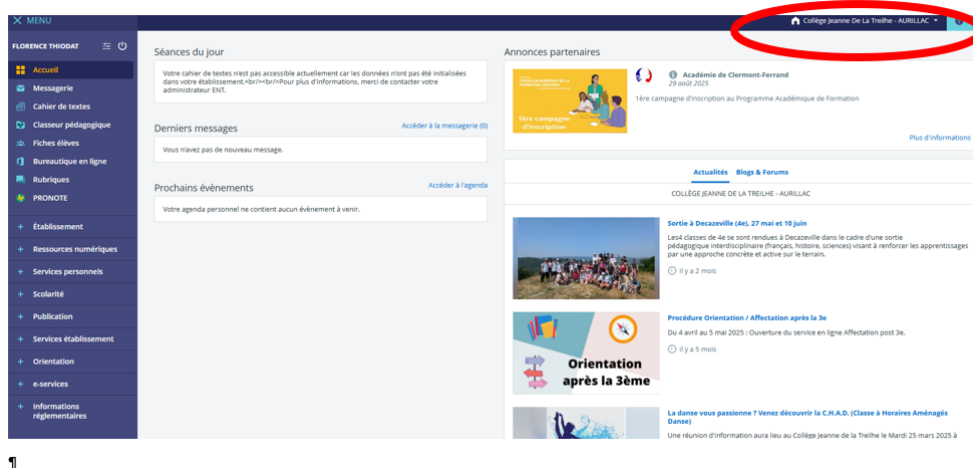 MENU
Collège Jeanne De La Treilhe - AURILLAC
FLORENCE THIODAT
Accueil
Messagerie
Cahier de textes
Classeur pédagogique
Fiches élèves
Bureautique en ligne
Rubriques
PRONOTE
+ Établissement
+ Ressources numériques
+ Services personnels
+ Scolarité
+ Publication
+ Services établissement
+ Orientation
+ e-services
+ Informations
réglementaires
Séances du jour
Votre cahier de textes n'est pas accessible actuellement car les données n'ont pas été initialisées
dans votre établissement.<br/><br/>Pour plus d'informations, merci de contacter votre
administrateur ENT.
Derniers messages
Accéder à la messagerie (0)
Vous n'avez pas de nouveau message.
Prochains évènements
Accéder à l'agenda
Votre agenda personnel ne contient aucun évènement à venir.
Annonces partenaires
1ère campagne
d'inscription
Académie de Clermont-Ferrand
29 août 2025
1ère campagne d'inscription au Programme Académique de Formation
Plus d'informations
Actualités
Blogs & Forums
COLLÈGE JEANNE DE LA TREILHE - AURILLAC
Sortie à Decazeville (4e), 27 mai et 10 juin
Les4 classes de 4e se sont rendues à Decazeville dans le cadre d'une sortie
pédagogique interdisciplinaire (français, histoire, sciences) visant à renforcer les apprentissages
par une approche concrète et active sur le terrain.
il y a 2 mois
Orientation
après la 3ème
Procédure Orientation / Affectation après la 3e
Du 4 avril au 5 mai 2025 : Ouverture du service en ligne Affectation post 3e.
il y a 5 mois
La danse vous passionne ? Venez découvrir la C.H.A.D. (Classe à Horaires Aménagés
Danse)
Une réunion d'information aura lieu au Collège Jeanne de la Treilhe le Mardi 25 mars 2025 à
¶